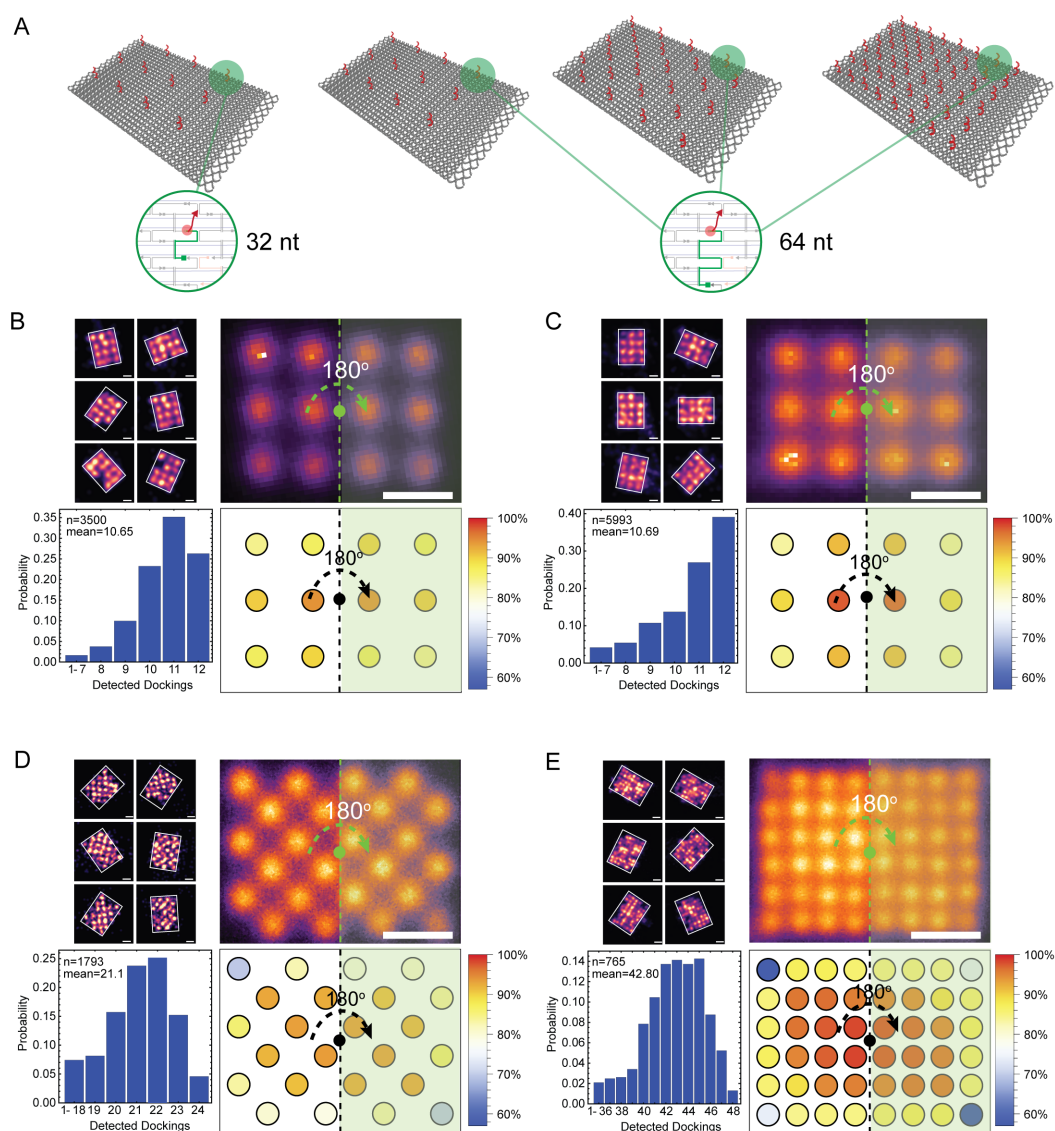 A
32 nt
64 nt
B
180°
n=3500
mean=10.65
0.35
0.30
0.25
0.20
0.15
0.10
0.05
0.00
Probability
1- 7 8 9 10 11 12
Detected Dockings
180°
100%
90%
80%
70%
60%
C
180°
n=5993
mean=10.69
0.40
0.30
0.20
0.10
0.00
Probability
1- 7 8 9 10 11 12
Detected Dockings
180°
100%
90%
80%
70%
60%
D
180°
n=1793
mean=21.1
0.25
0.20
0.15
0.10
0.05
0.00
Probability
1- 18 19 20 21 22 23 24
Detected Dockings
180°
100%
90%
80%
70%
60%
E
180°
n=765
mean=42.80
0.14
0.12
0.10
0.08
0.06
0.04
0.02
0.00
Probability
1- 36 38 40 42 44 46 48
Detected Dockings
180°
100%
90%
80%
70%
60%